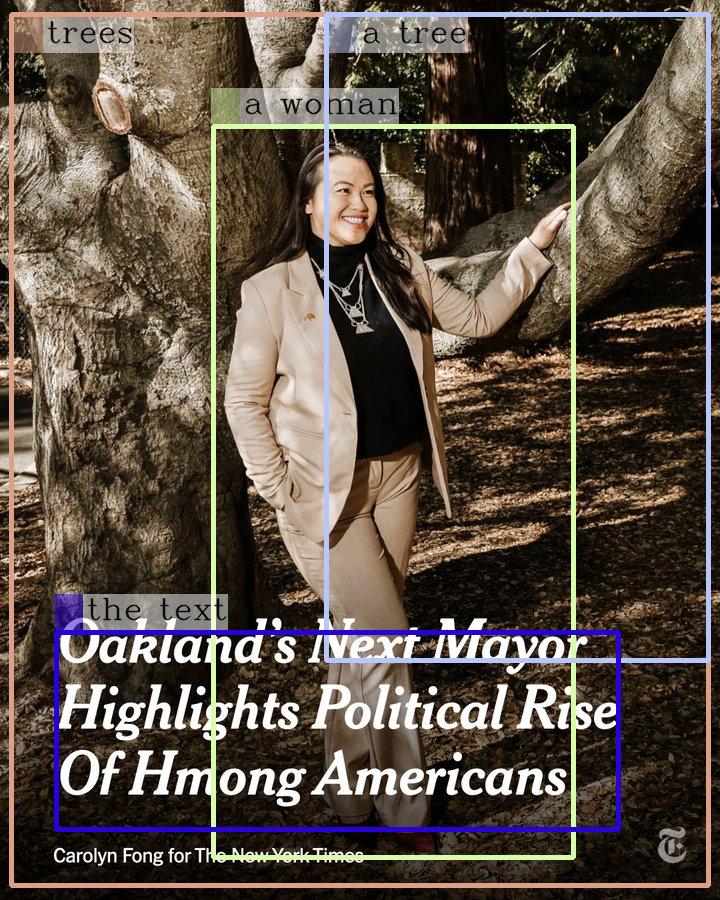 trees
a tree
a woman
the text
Oakland's Next Mayor
Highlights Political Rise
Of Hmong Americans
Carolyn Fong for The New York Times
T